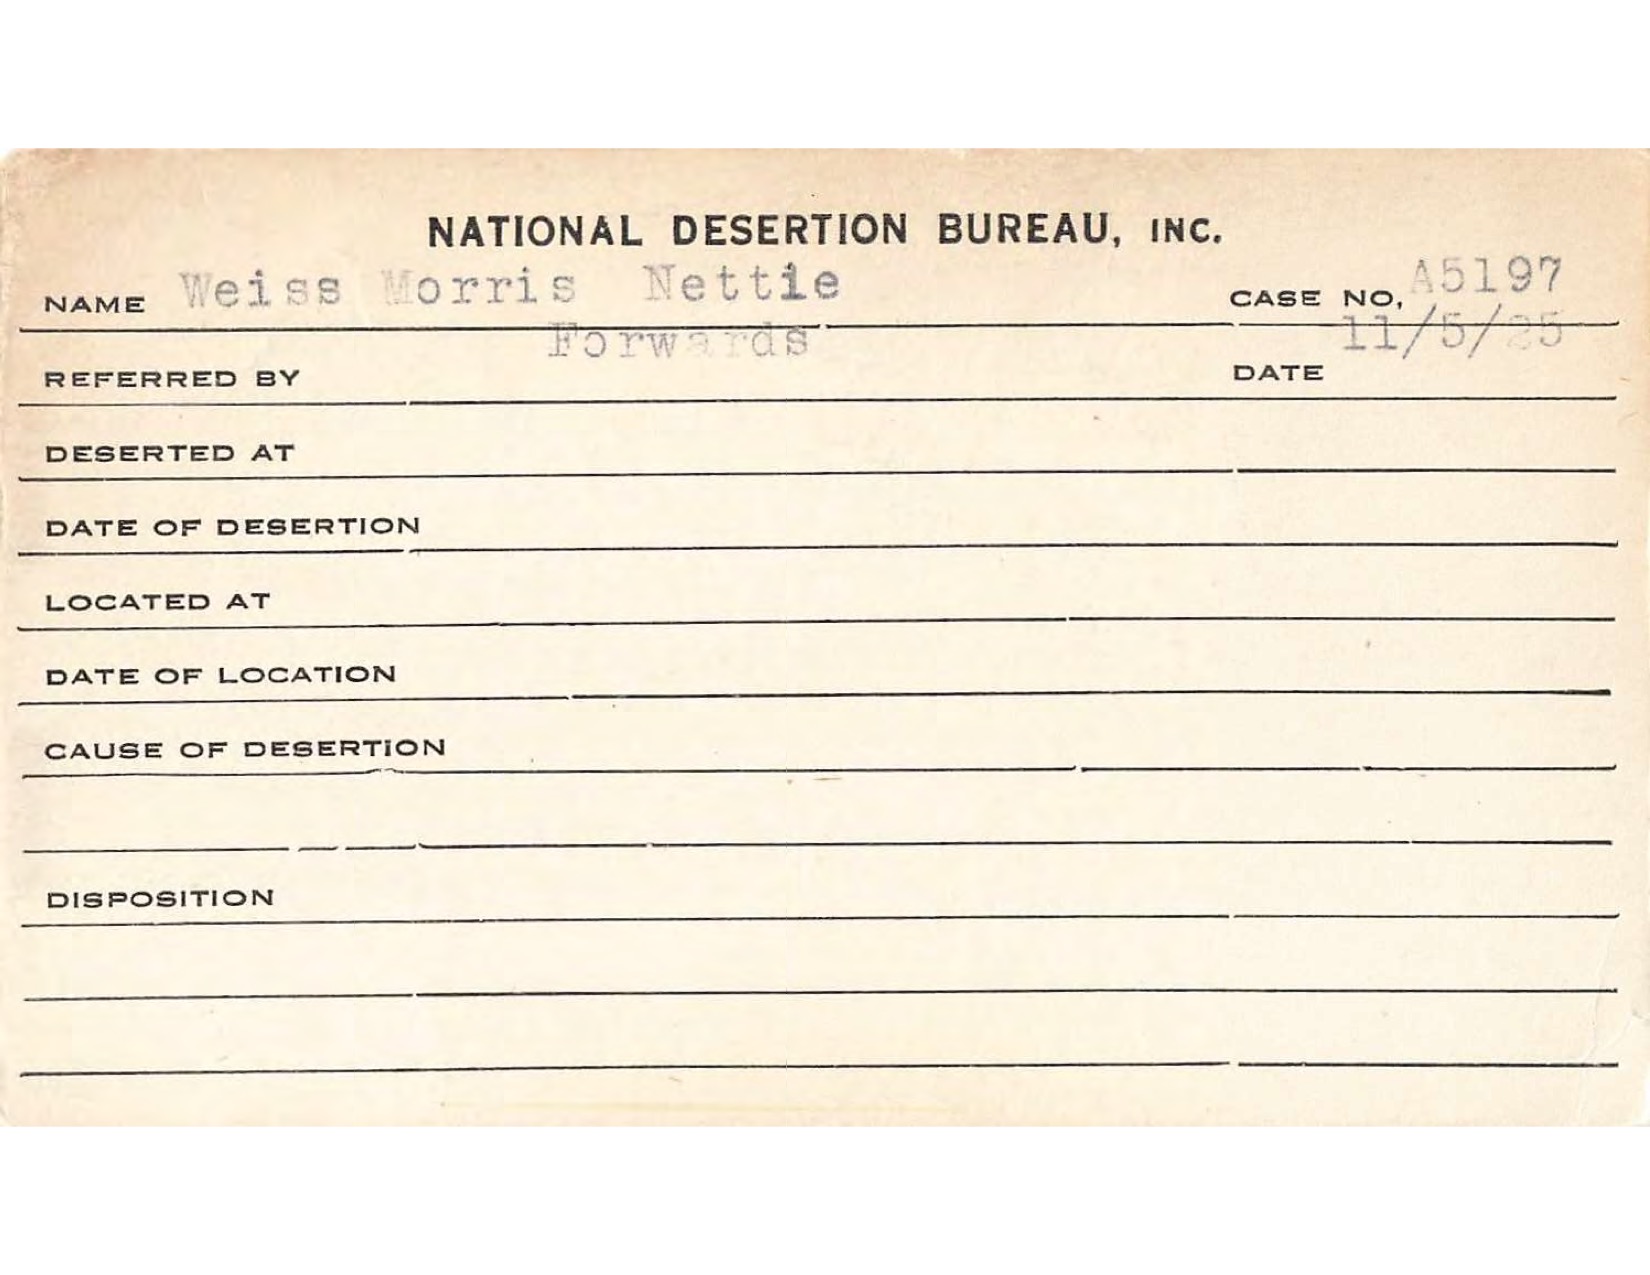 NATIONAL DESERTION BUREAU, INC.
NAME Weiss Morris Nettie CASE NO, A5197
REFERRED BY Forwards DATE 11/5/25
DESERTED AT
DATE OF DESERTION
LOCATED AT
DATE OF LOCATION
CAUSE OF DESERTION
DISPOSITION